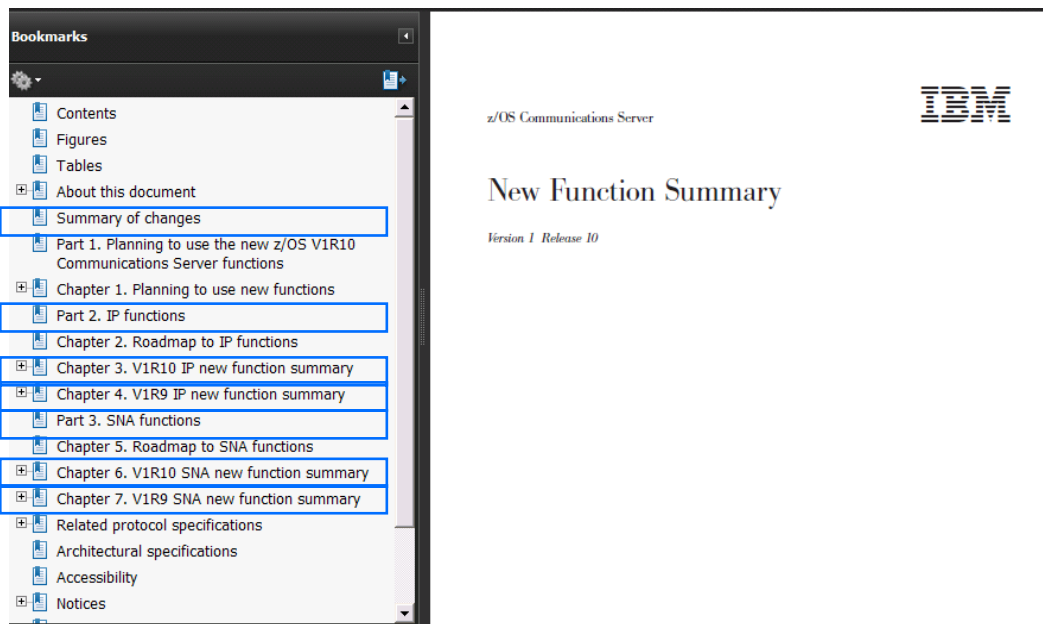 Bookmarks
Contents
Figures
Tables
About this document
Summary of changes
Part 1. Planning to use the new z/OS V1R10
Communications Server functions
Chapter 1. Planning to use new functions
Part 2. IP functions
Chapter 2. Roadmap to IP functions
Chapter 3. V1R10 IP new function summary
Chapter 4. V1R9 IP new function summary
Part 3. SNA functions
Chapter 5. Roadmap to SNA functions
Chapter 6. V1R10 SNA new function summary
Chapter 7. V1R9 SNA new function summary
Related protocol specifications
Architectural specifications
Accessibility
Notices
z/OS Communications Server
IBM
New Function Summary
Version 1 Release 10